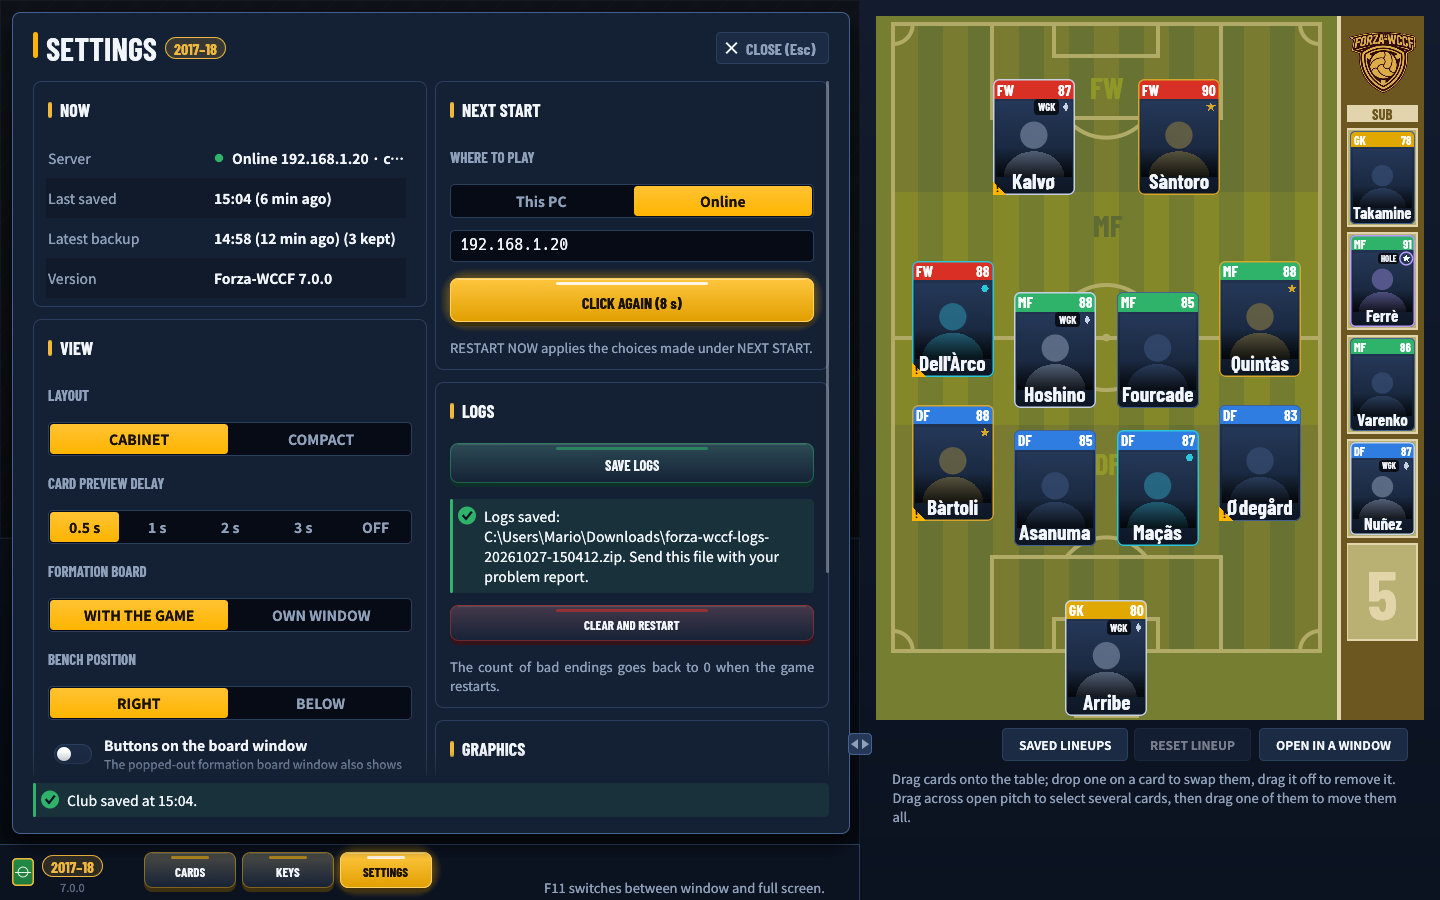 SETTINGS
2017-18
CLOSE (Esc)
NOW
Server
Online 192.168.1.20 · c···
Last saved
15:04 (6 min ago)
Latest backup
14:58 (12 min ago) (3 kept)
Version
Forza-WCCF 7.0.0
VIEW
LAYOUT
CABINET
COMPACT
CARD PREVIEW DELAY
0.5 s
1 s
2 s
3 s
OFF
FORMATION BOARD
WITH THE GAME
OWN WINDOW
BENCH POSITION
RIGHT
BELOW
Buttons on the board window
The popped-out formation board window also shows
NEXT START
WHERE TO PLAY
This PC
Online
192.168.1.20
CLICK AGAIN (8 s)
RESTART NOW applies the choices made under NEXT START.
LOGS
SAVE LOGS
Logs saved:
C:\Users\Mario\Downloads\forza-wccf-logs-
20261027-150412.zip. Send this file with your
problem report.
CLEAR AND RESTART
The count of bad endings goes back to 0 when the game
restarts.
GRAPHICS
Club saved at 15:04.
2017-18
7.0.0
CARDS
KEYS
SETTINGS
F11 switches between window and full screen.
FW
MF
DF
FW 87
WGK
Kalvø
FW 90
Sàntoro
FW 88
Dell'Àrco
MF 88
WGK
Hoshino
MF 85
Fourcade
MF 88
Quintàs
DF 88
Bàrtoli
DF 85
Asanuma
DF 87
Maçãs
DF 83
Ødegård
GK 80
WGK
Arribe
FORZA-WCCF
SUB
GK 78
Takamine
MF 91
HOLE
Ferrè
MF 86
Varenko
DF 87
WGK
Nuñez
5
SAVED LINEUPS
RESET LINEUP
OPEN IN A WINDOW
Drag cards onto the table; drop one on a card to swap them, drag it off to remove it.
Drag across open pitch to select several cards, then drag one of them to move them
all.